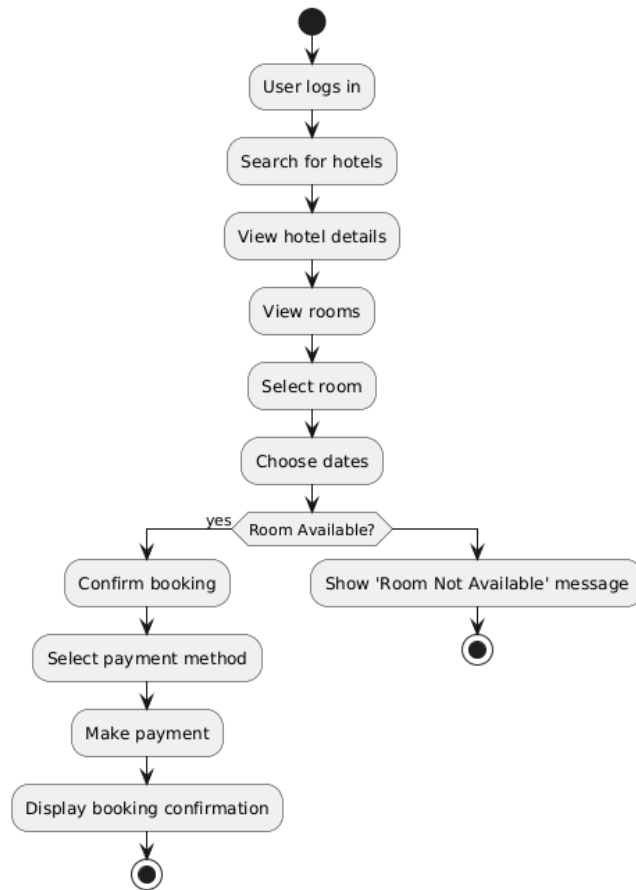 User logs in
Search for hotels
View hotel details
View rooms
Select room
Choose dates
yes
Room Available?
Confirm booking
Show 'Room Not Available' message
Select payment method
Make payment
Display booking confirmation